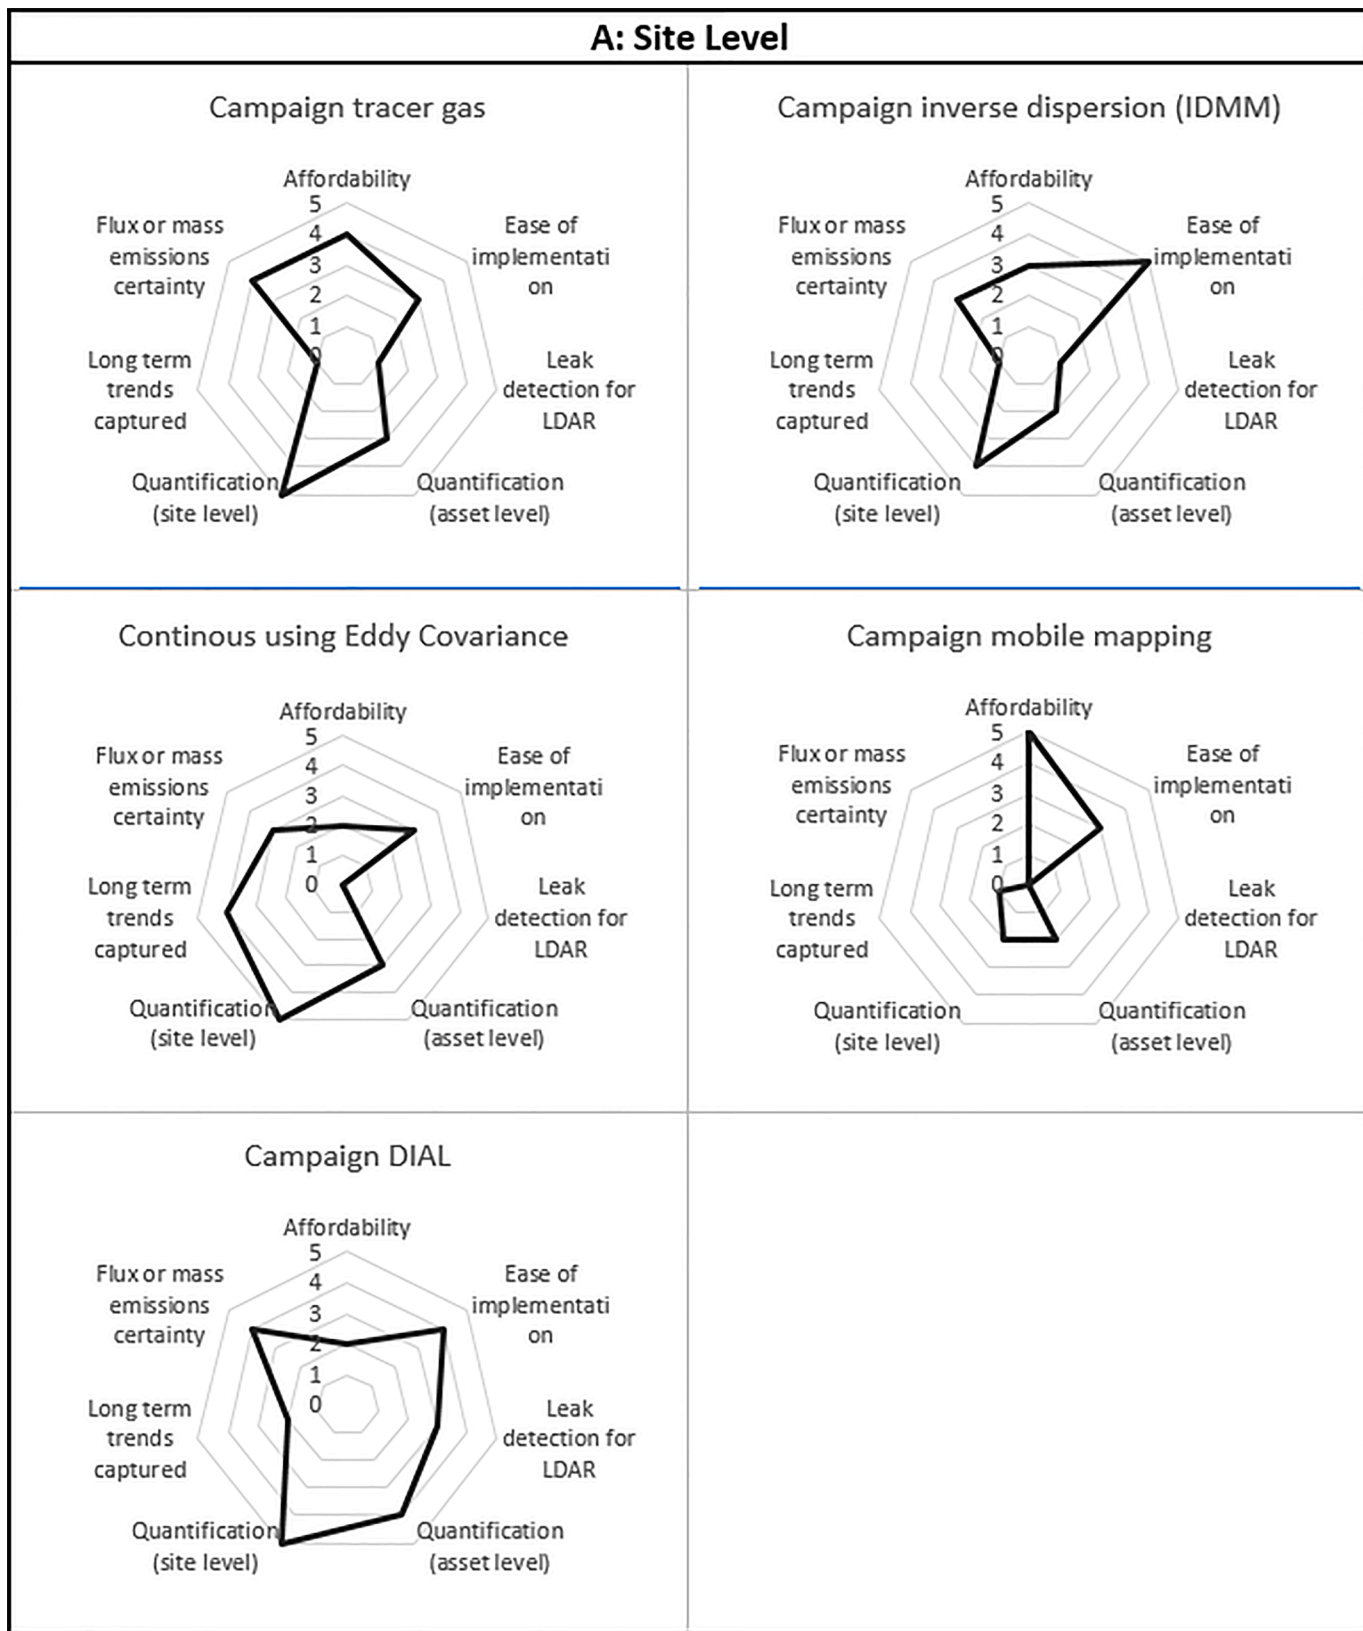 A: Site Level
Campaign tracer gas
Affordability
5
4
3
2
1
0
Ease of
implementati
on
Leak
detection for
LDAR
Quantification
(asset level)
Quantification
(site level)
Long term
trends
captured
Flux or mass
emissions
certainty
Campaign inverse dispersion (IDMM)
Affordability
5
4
3
2
1
0
Ease of
implementati
on
Leak
detection for
LDAR
Quantification
(asset level)
Quantification
(site level)
Long term
trends
captured
Flux or mass
emissions
certainty
Continous using Eddy Covariance
Affordability
5
4
3
2
1
0
Ease of
implementati
on
Leak
detection for
LDAR
Quantification
(asset level)
Quantification
(site level)
Long term
trends
captured
Flux or mass
emissions
certainty
Campaign mobile mapping
Affordability
5
4
3
2
1
0
Ease of
implementati
on
Leak
detection for
LDAR
Quantification
(asset level)
Quantification
(site level)
Long term
trends
captured
Flux or mass
emissions
certainty
Campaign DIAL
Affordability
5
4
3
2
1
0
Ease of
implementati
on
Leak
detection for
LDAR
Quantification
(asset level)
Quantification
(site level)
Long term
trends
captured
Flux or mass
emissions
certainty